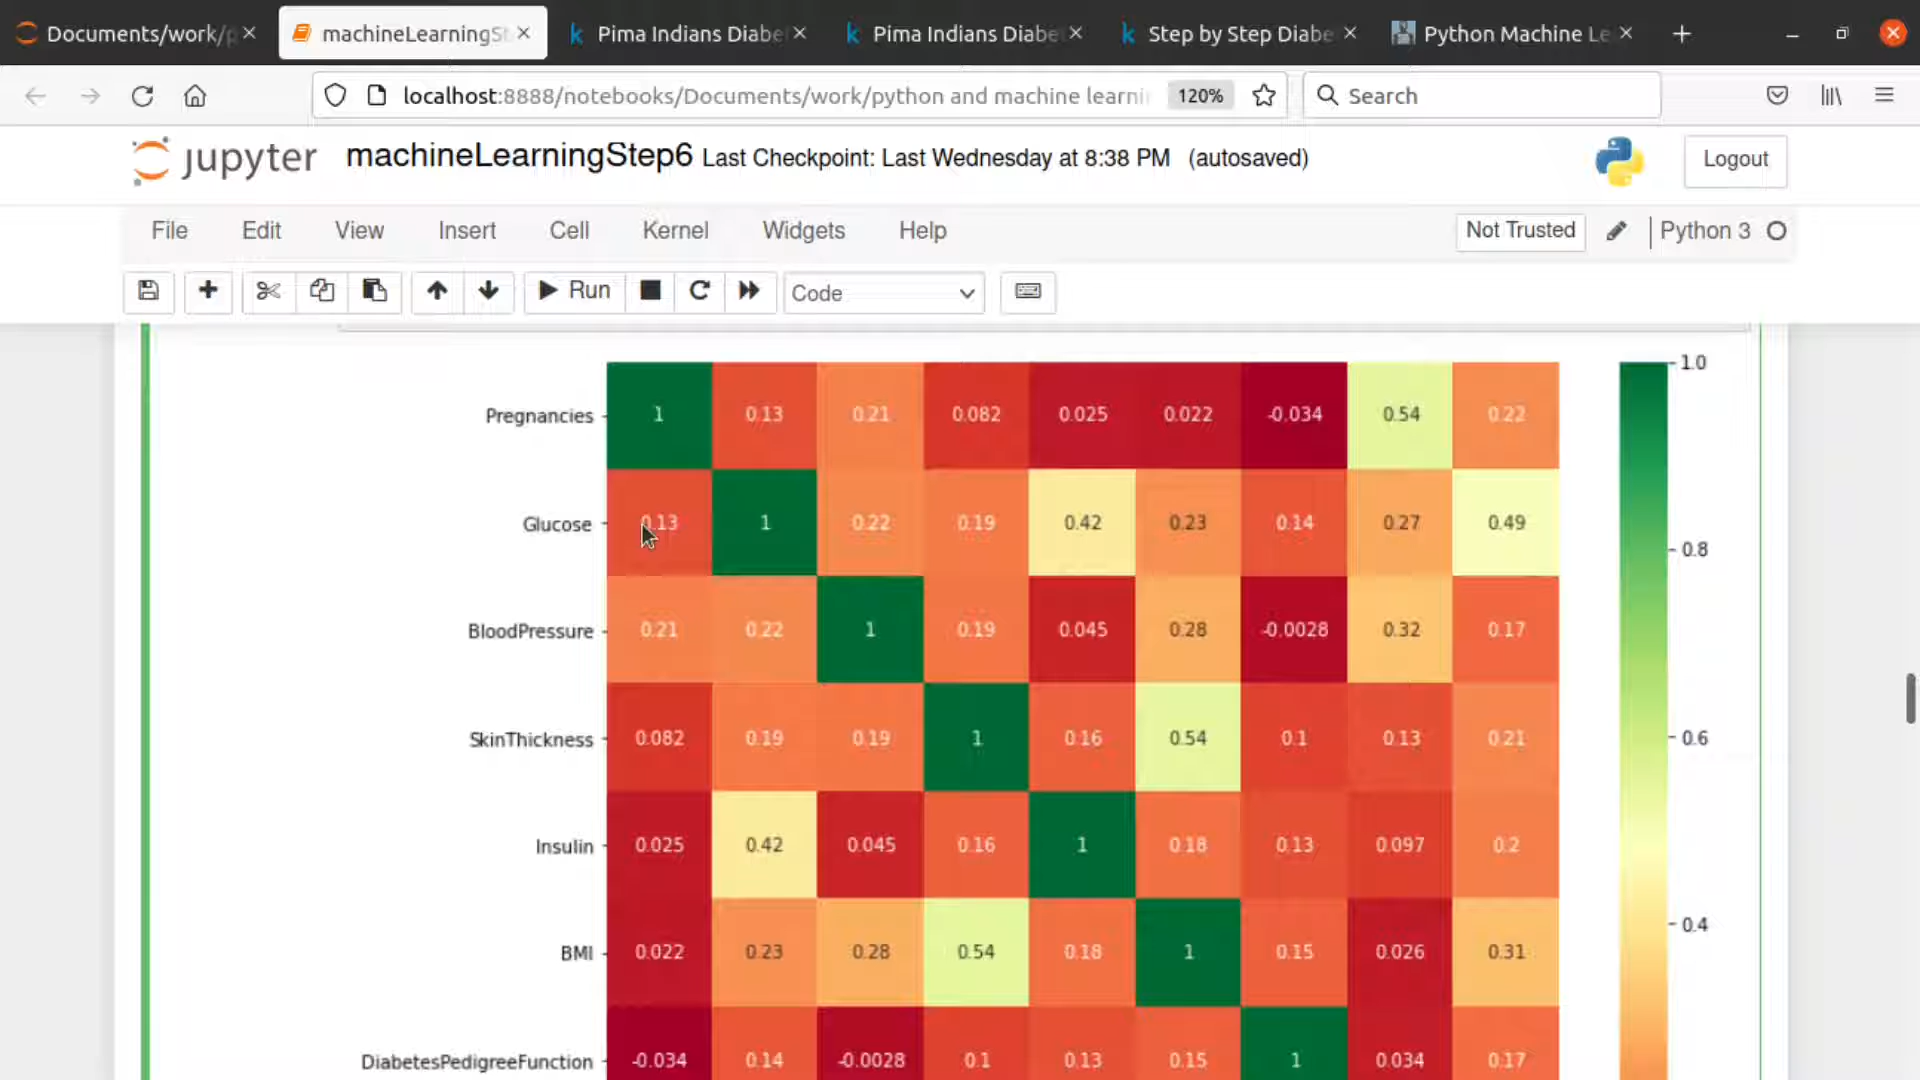 Documents/work/p
machineLearningSt
Pima Indians Diabe
Pima Indians Diabe
Step by Step Diabe
Python Machine Le
localhost:8888/notebooks/Documents/work/python and machine learni
120%
Search
jupyter machineLearningStep6 Last Checkpoint: Last Wednesday at 8:38 PM (autosaved)
Logout
File Edit View Insert Cell Kernel Widgets Help
Not Trusted
Python 3
Run
Code
Pregnancies 1 0.13 0.21 0.082 0.025 0.022 -0.034 0.54 0.22
Glucose 0.13 1 0.22 0.19 0.42 0.23 0.14 0.27 0.49
BloodPressure 0.21 0.22 1 0.19 0.045 0.28 -0.0028 0.32 0.17
SkinThickness 0.082 0.19 0.19 1 0.16 0.54 0.1 0.13 0.21
Insulin 0.025 0.42 0.045 0.16 1 0.18 0.13 0.097 0.2
BMI 0.022 0.23 0.28 0.54 0.18 1 0.15 0.026 0.31
DiabetesPedigreeFunction -0.034 0.14 -0.0028 0.1 0.13 0.15 1 0.034 0.17
1.0
0.8
0.6
0.4